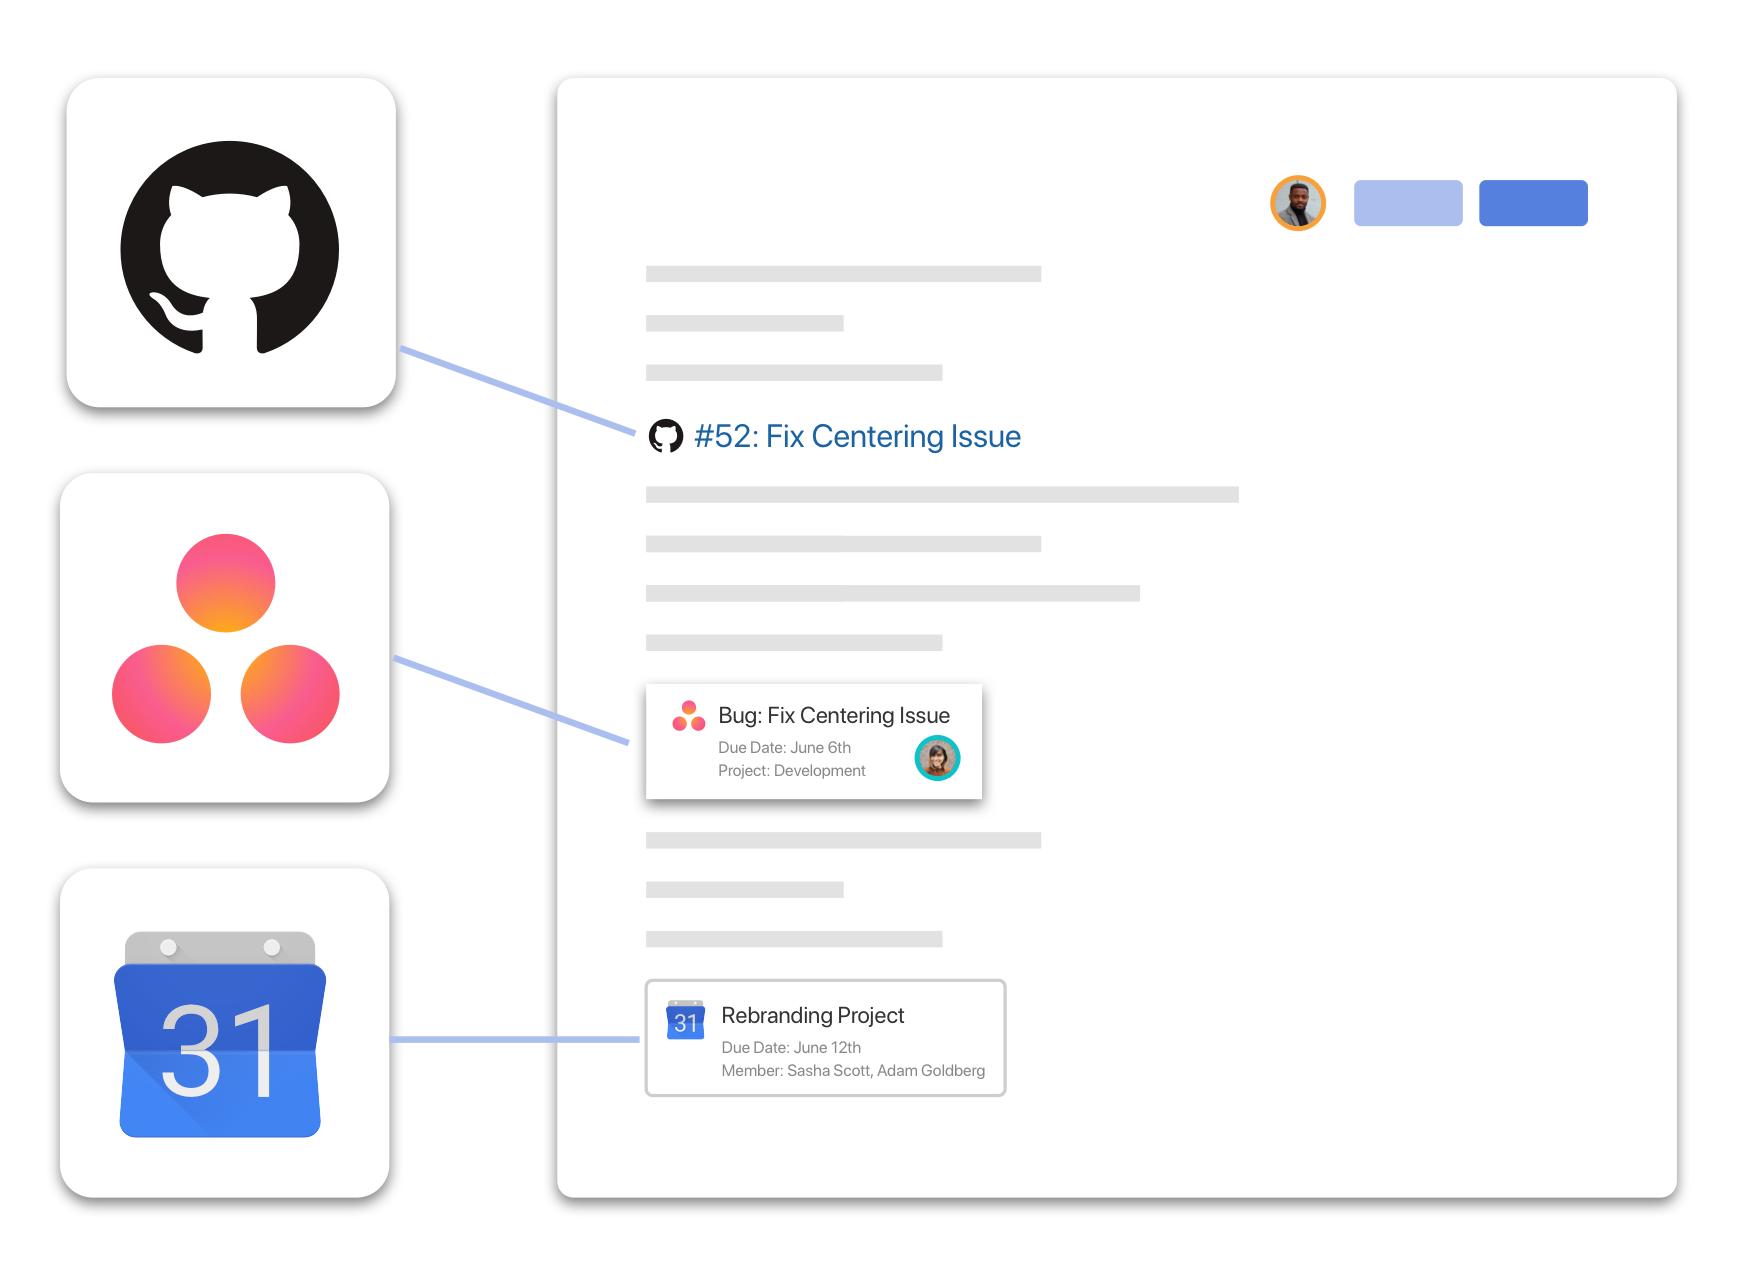 #52: Fix Centering Issue
Bug: Fix Centering Issue
Due Date: June 6th
Project: Development
31
31
Rebranding Project
Due Date: June 12th
Member: Sasha Scott, Adam Goldberg